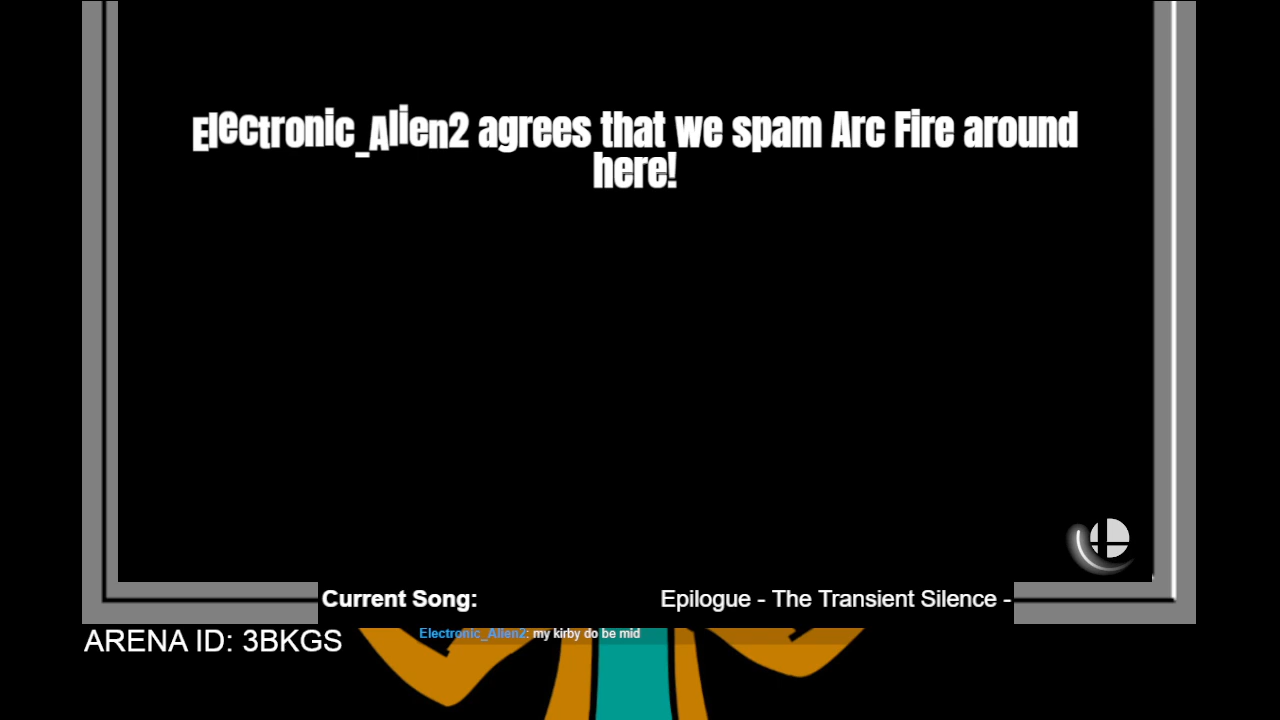 Electronic_Alien2 agrees that we spam Arc Fire around
here!
Current Song: Epilogue - The Transient Silence -
Electronic_Alien2: my kirby do be mid
ARENA ID: 3BKGS